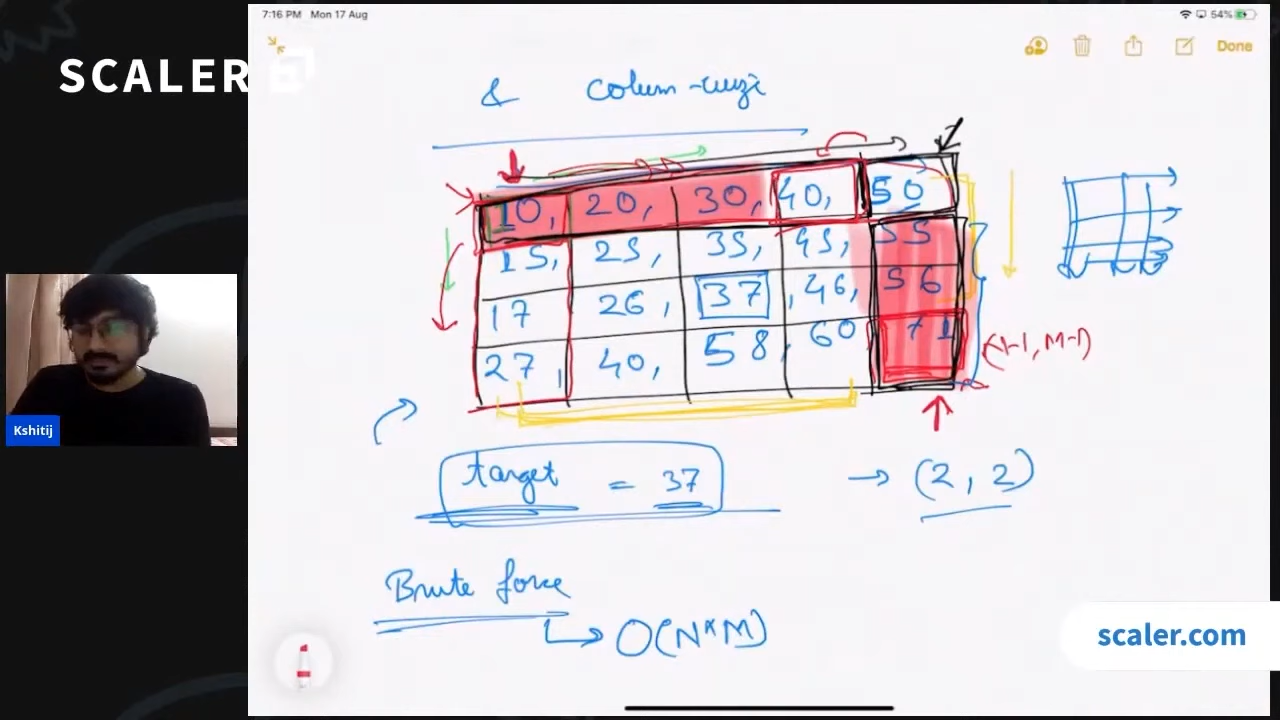 7:16 PM Mon 17 Aug
54%
Done
SCALER
& colum-wize
10, 20, 30, 40, 50
15, 25, 35, 45, 55
17 26, 37, 46, 56
27, 40, 58, 60 71
(N-1, M-1)
Kshitij
target = 37 → (2, 2)
Brute force
O(N*M)
scaler.com